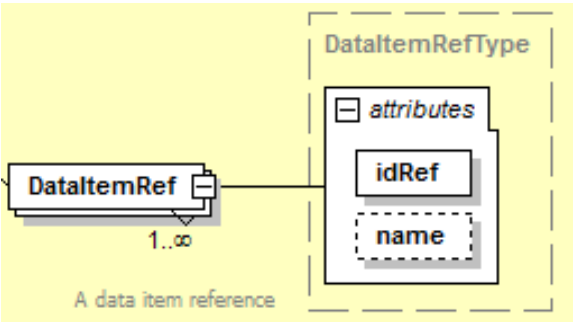 DataItemRefType
attributes
idRef
DataItemRef
name
1..∞
A data item reference